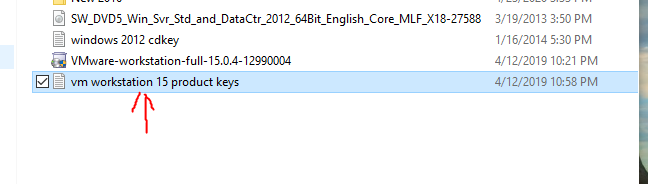 SW_DVD5_Win_Svr_Std_and_DataCtr_2012_64Bit_English_Core_MLF_X18-27588 3/19/2013 3:50 PM
windows 2012 cdkey 1/16/2014 5:30 PM
VMware-workstation-full-15.0.4-12990004 4/12/2019 10:21 PM
vm workstation 15 product keys 4/12/2019 10:58 PM